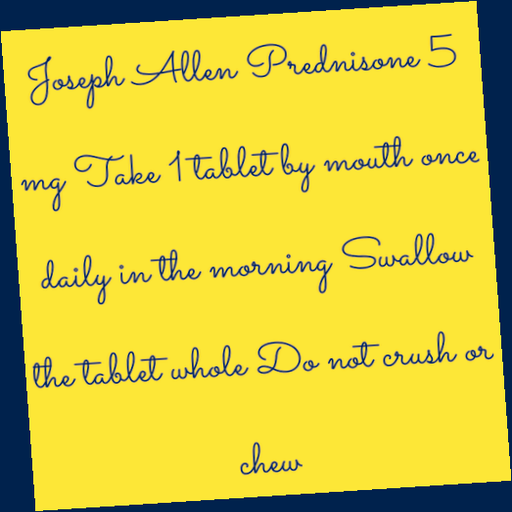 Joseph Allen Prednisone 5
mg Take 1 tablet by mouth once
daily in the morning Swallow
the tablet whole Do not crush or
chew